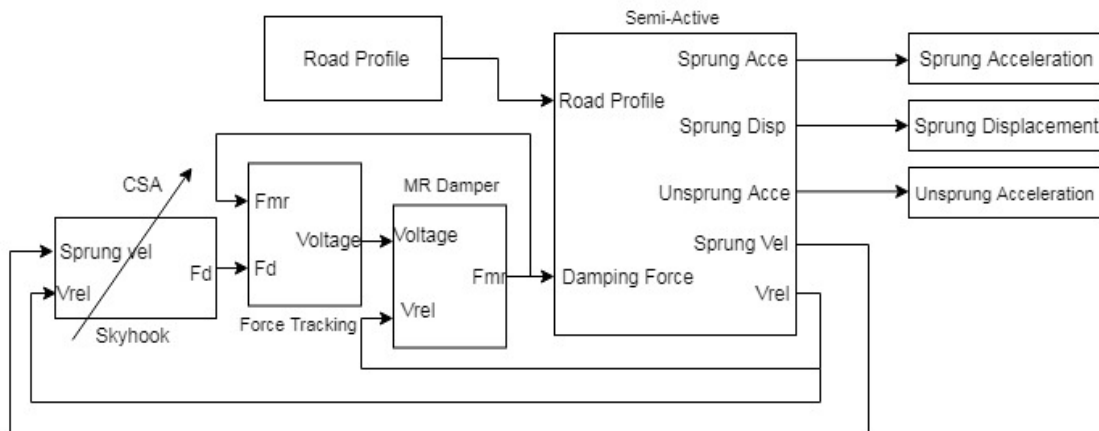 Semi-Active
Road Profile
Sprung Acce
Sprung Acceleration
Road Profile
Sprung Disp
Sprung Displacement
CSA
MR Damper
Fmr
Unsprung Acce
Unsprung Acceleration
Sprung vel
Voltage
Voltage
Sprung Vel
Fd
Fd
Fmr
Damping Force
Vrel
Vrel
Vrel
Skyhook
Force Tracking